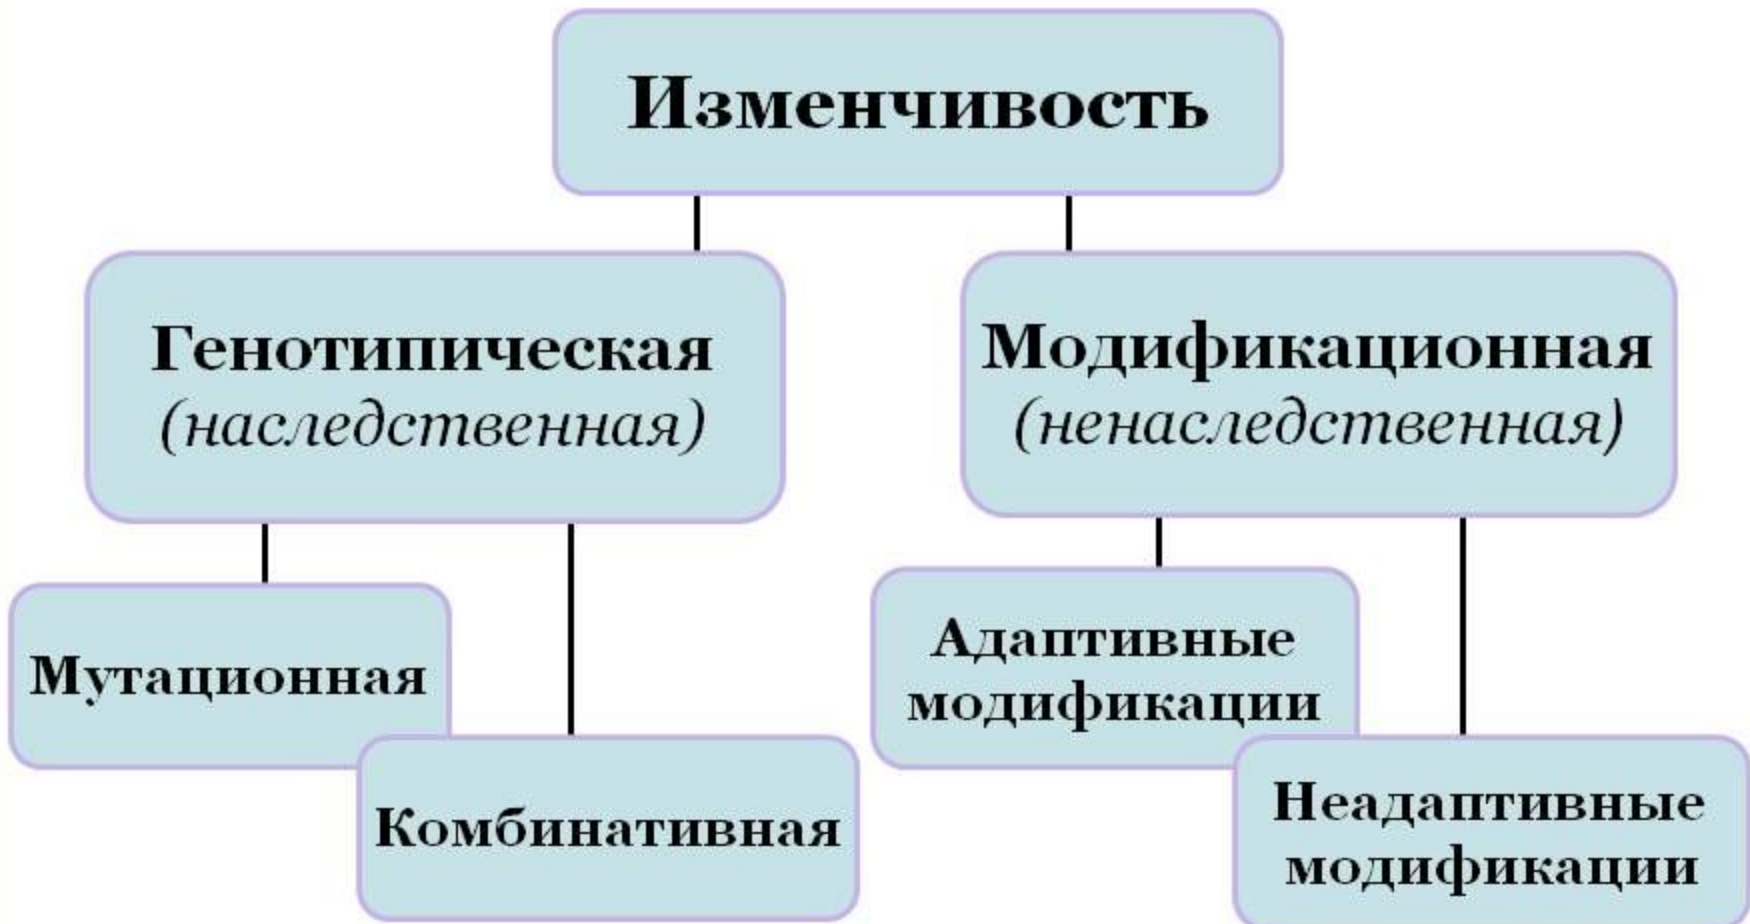 Изменчивость
Генотипическая
(наследственная)
Модификационная
(ненаследственная)
Мутационная
Комбинативная
Адаптивные
модификации
Неадаптивные
модификации